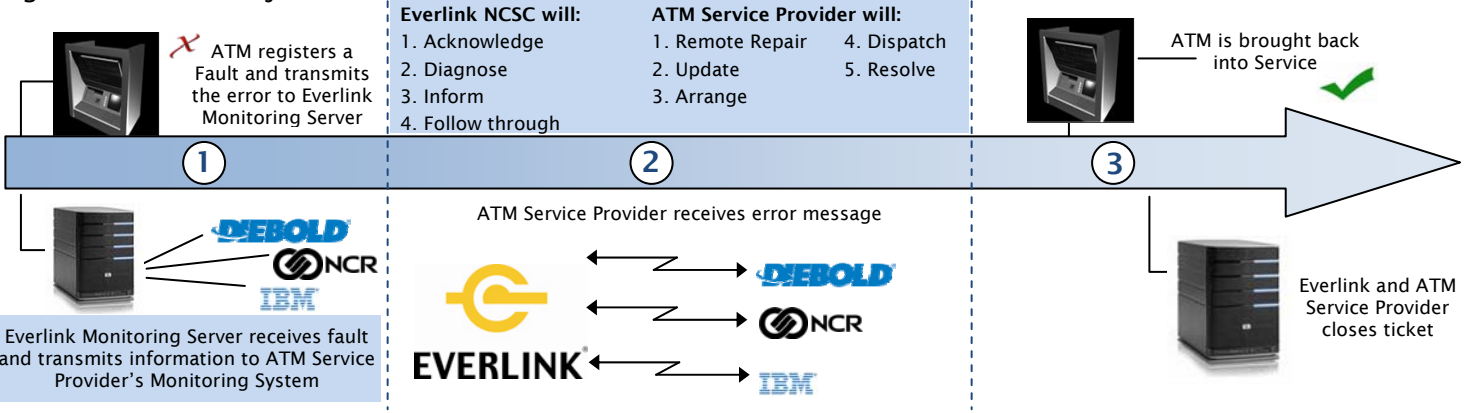 Everlink NCSC will:
1. Acknowledge
2. Diagnose
3. Inform
4. Follow through
ATM Service Provider will:
1. Remote Repair
2. Update
3. Arrange
4. Dispatch
5. Resolve
ATM registers a
Fault and transmits
the error to Everlink
Monitoring Server
ATM is brought back
into Service
1
2
3
DIEBOLD
NCR
IBM
Everlink Monitoring Server receives fault
and transmits information to ATM Service
Provider's Monitoring System
ATM Service Provider receives error message
EVERLINK®
DIEBOLD
NCR
IBM
Everlink and ATM
Service Provider
closes ticket